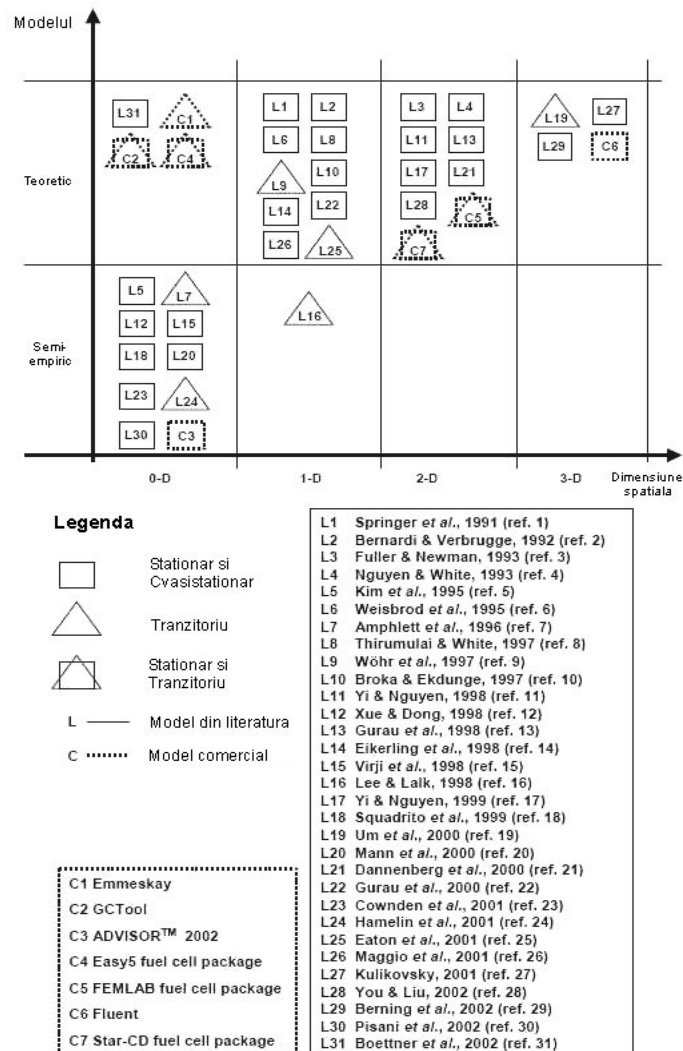 Modelul
L31 C1 L1 L2 L3 L4 L19 L27
C2 C4 L6 L8 L11 L13 L29 C6
Teoretic
L9 L10 L17 L21
L14 L22 L28 C5
L26 L25 C7
L5 L7 L16
L12 L15
Semi-
empiric
L18 L20
L23 L24
L30 C3
0-D 1-D 2-D 3-D Dimensiune
spatiala
Legenda
Stationar si
Cvasistationar
Tranzitoriu
Stationar si
Tranzitoriu
L Model din literatura
C Model comercial
C1 Emmeskay
C2 GCTool
C3 ADVISOR™ 2002
C4 Easy5 fuel cell package
C5 FEMLAB fuel cell package
C6 Fluent
C7 Star-CD fuel cell package
L1 Springer et al., 1991 (ref. 1)
L2 Bernardi & Verbrugge, 1992 (ref. 2)
L3 Fuller & Newman, 1993 (ref. 3)
L4 Nguyen & White, 1993 (ref. 4)
L5 Kim et al., 1995 (ref. 5)
L6 Weisbrod et al., 1995 (ref. 6)
L7 Amphlett et al., 1996 (ref. 7)
L8 Thirumulai & White, 1997 (ref. 8)
L9 Wöhr et al., 1997 (ref. 9)
L10 Broka & Ekdunge, 1997 (ref. 10)
L11 Yi & Nguyen, 1998 (ref. 11)
L12 Xue & Dong, 1998 (ref. 12)
L13 Gurau et al., 1998 (ref. 13)
L14 Eikerling et al., 1998 (ref. 14)
L15 Virji et al., 1998 (ref. 15)
L16 Lee & Lalk, 1998 (ref. 16)
L17 Yi & Nguyen, 1999 (ref. 17)
L18 Squadrito et al., 1999 (ref. 18)
L19 Um et al., 2000 (ref. 19)
L20 Mann et al., 2000 (ref. 20)
L21 Dannenberg et al., 2000 (ref. 21)
L22 Gurau et al., 2000 (ref. 22)
L23 Cownden et al., 2001 (ref. 23)
L24 Hamelin et al., 2001 (ref. 24)
L25 Eaton et al., 2001 (ref. 25)
L26 Maggio et al., 2001 (ref. 26)
L27 Kulikovsky, 2001 (ref. 27)
L28 You & Liu, 2002 (ref. 28)
L29 Berning et al., 2002 (ref. 29)
L30 Pisani et al., 2002 (ref. 30)
L31 Boettner et al., 2002 (ref. 31)